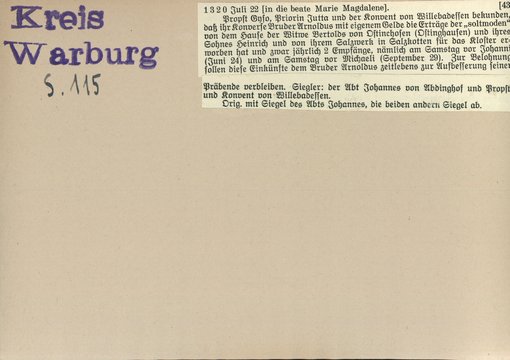 Kreis
Warburg
S. 115
1320 Juli 22 [in die beate Marie Magdalene]. [43
Propst Gyso, Priorin Jutta und der Konvent von Willebadessen bekunden,
daß ihr Konverse Bruder Arnoldus mit eigenem Gelde die Erträge der „soltmoden“
von dem Hause der Witwe Bertolds von Ostinchosen (Ostinghausen) und ihres
Sohnes Heinrich und von ihrem Salzwerk in Salzkotten für das Kloster er-
worben hat und zwar jährlich 2 Empfänge, nämlich am Samstag vor Johanni
(Juni 24) und am Samstag vor Michaeli (September 29). Zur Belohnung
sollen diese Einkünfte dem Bruder Arnoldus zeitlebens zur Aufbesserung seiner
Präbende verbleiben. Siegler: der Abt Johannes von Abdinghof und Propst
und Konvent von Willebadessen.
Orig. mit Siegel des Abts Johannes, die beiden andern Siegel ab.